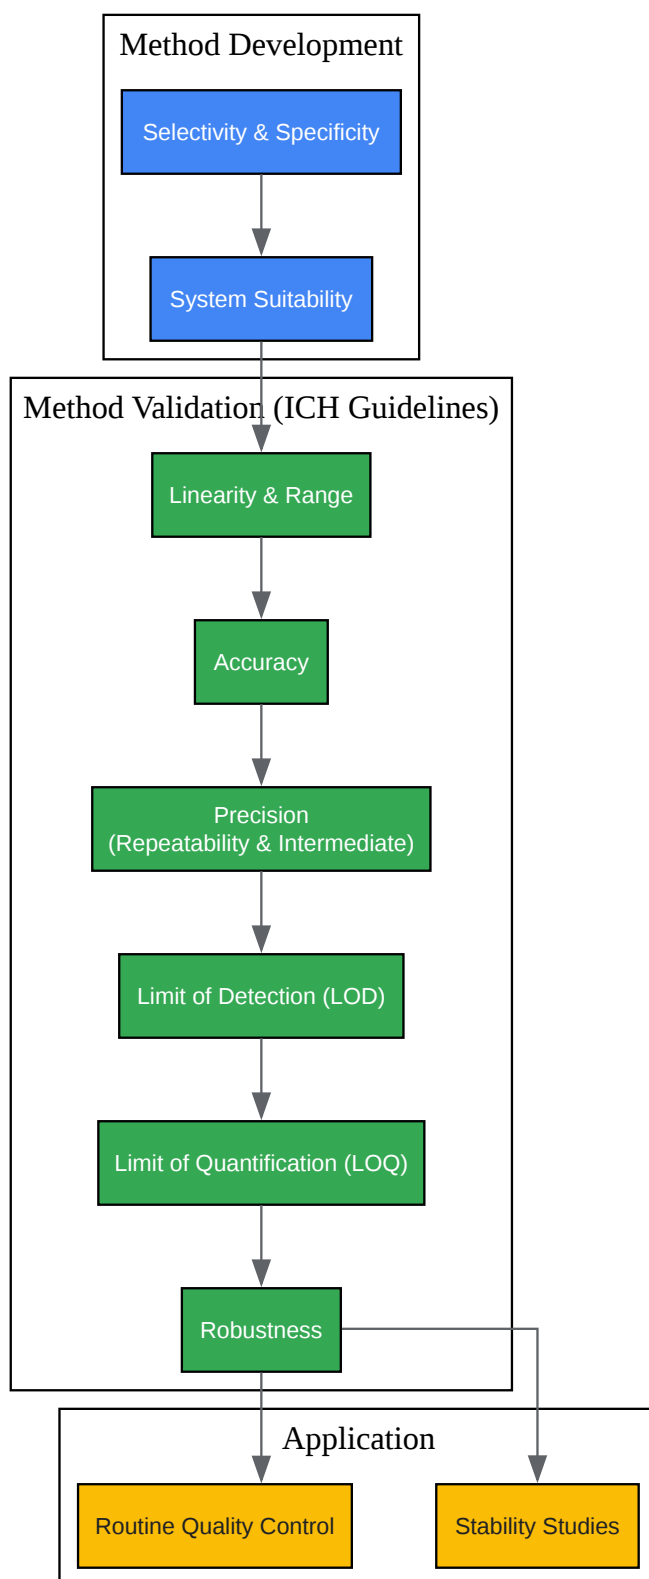 Method Development
Selectivity & Specificity
System Suitability
Method Validation (ICH Guidelines)
Linearity & Range
Accuracy
Precision
(Repeatability & Intermediate)
Limit of Detection (LOD)
Limit of Quantification (LOQ)
Robustness
Application
Routine Quality Control
Stability Studies